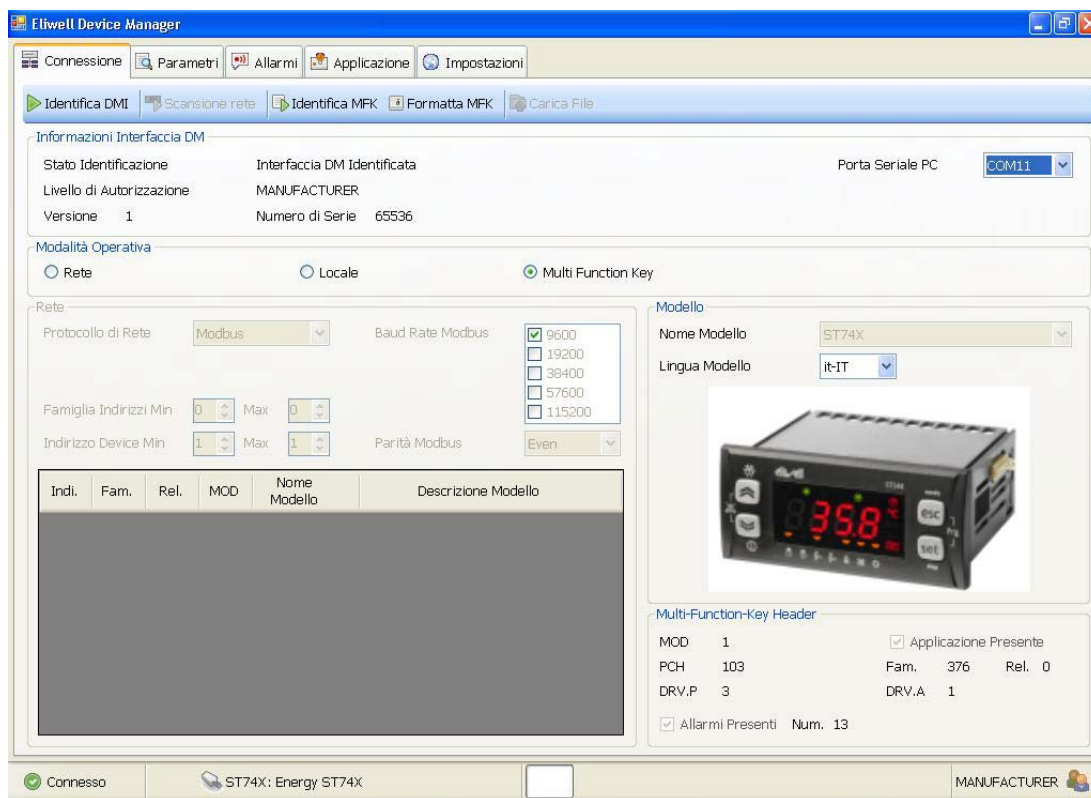 Eliwell Device Manager
Connessione Parametri Allarmi Applicazione Impostazioni
Identifica DMI Scansione rete Identifica MFK Formatta MFK Carica File
Informazioni Interfaccia DM
Stato Identificazione Interfaccia DM Identificata Porta Seriale PC COM11
Livello di Autorizzazione MANUFACTURER
Versione 1 Numero di Serie 65536
Modalità Operativa
Rete Locale Multi Function Key
Rete
Protocollo di Rete Modbus Baud Rate Modbus 9600
19200
38400
57600
115200
Famiglia Indirizzi Min 0 Max 0
Indirizzo Device Min 1 Max 1 Parità Modbus Even
Indi. Fam. Rel. MOD Nome Modello Descrizione Modello
Modello
Nome Modello ST74X
Lingua Modello it-IT
eliwell
35.8
esc
set
Multi-Function-Key Header
MOD 1 Applicazione Presente
PCH 103 Fam. 376 Rel. 0
DRV.P 3 DRV.A 1
Allarmi Presenti Num. 13
Connesso ST74X: Energy ST74X MANUFACTURER